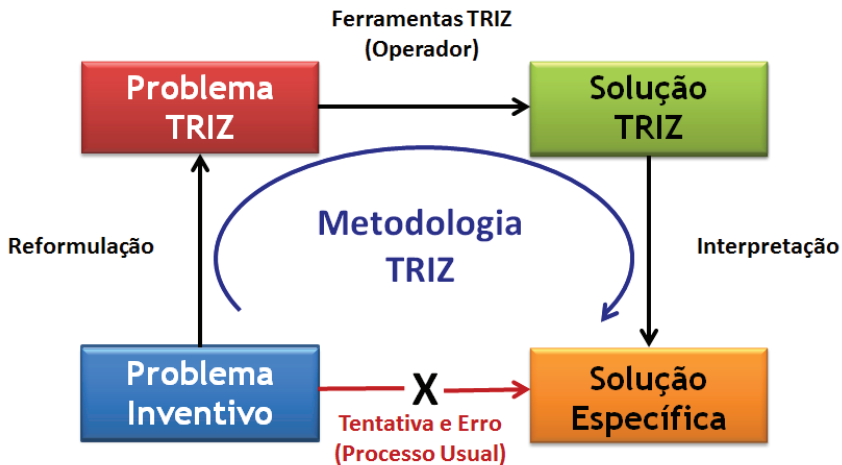 Ferramentas TRIZ
(Operador)
Problema
TRIZ
Solução
TRIZ
Reformulação
Metodologia
TRIZ
Interpretação
Problema
Inventivo
X
Tentativa e Erro
(Processo Usual)
Solução
Específica